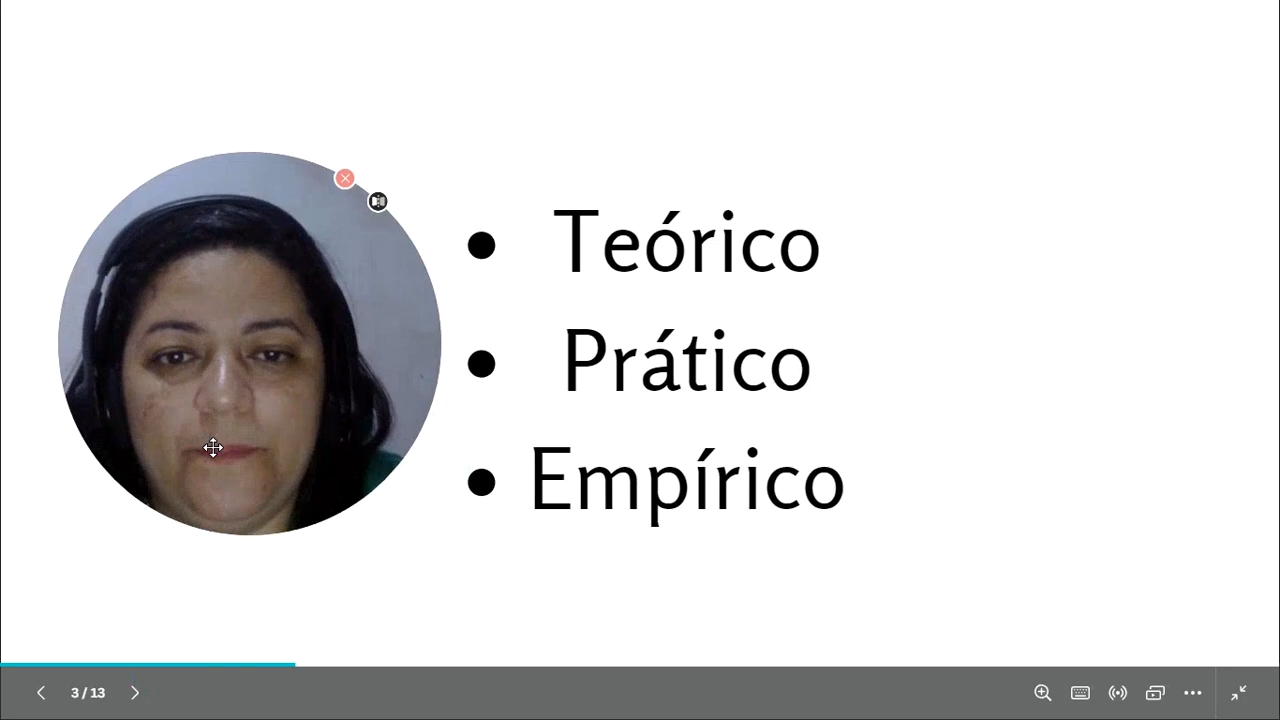 • Teórico
• Prático
• Empírico
3 / 13